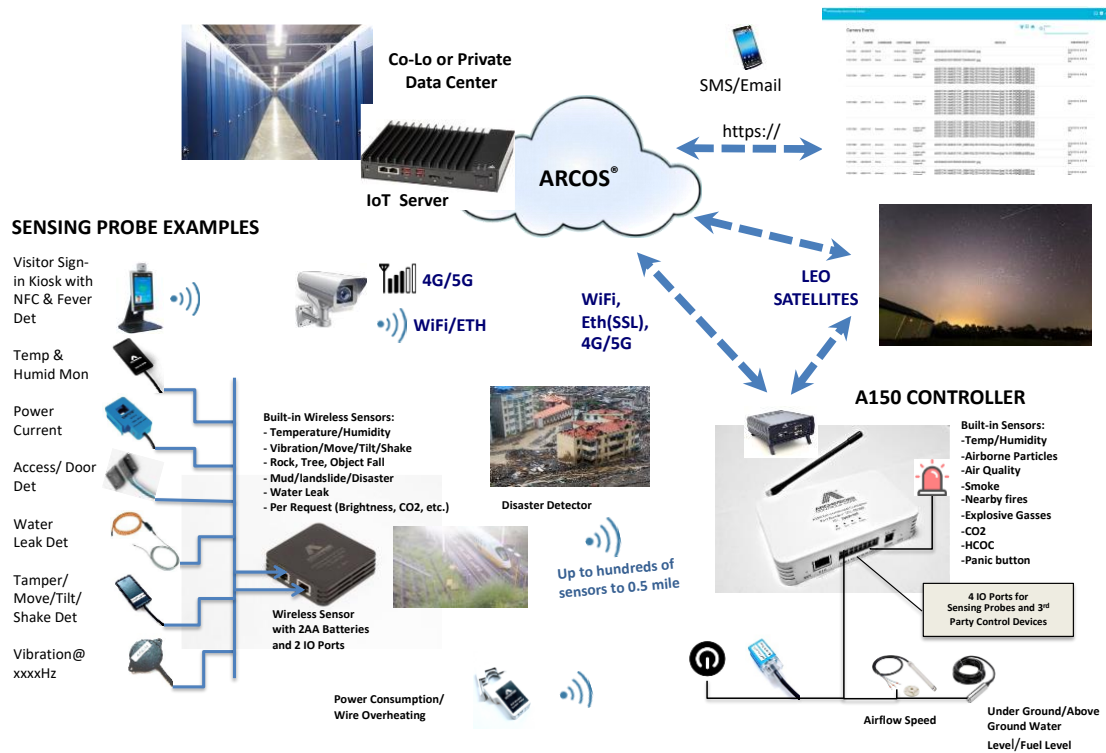 Co-Lo or Private
Data Center
IoT Server
ARCOS®
SMS/Email
https://
Camera Events
SENSING PROBE EXAMPLES
Visitor Sign-
in Kiosk with
NFC & Fever
Det
4G/5G
WiFi/ETH
WiFi,
Eth(SSL),
4G/5G
LEO
SATELLITES
Temp &
Humid Mon
Power
Current
Access/ Door
Det
Water
Leak Det
Tamper/
Move/Tilt/
Shake Det
Vibration@
xxxxHz
Built-in Wireless Sensors:
- Temperature/Humidity
- Vibration/Move/Tilt/Shake
- Rock, Tree, Object Fall
- Mud/landslide/Disaster
- Water Leak
- Per Request (Brightness, CO2, etc.)
Wireless Sensor
with 2AA Batteries
and 2 IO Ports
Disaster Detector
Up to hundreds of
sensors to 0.5 mile
Power Consumption/
Wire Overheating
A150 CONTROLLER
Built-in Sensors:
-Temp/Humidity
-Airborne Particles
-Air Quality
-Smoke
-Nearby fires
-Explosive Gasses
-CO2
-HCOC
-Panic button
4 IO Ports for
Sensing Probes and 3rd
Party Control Devices
Airflow Speed
Under Ground/Above
Ground Water
Level/Fuel Level